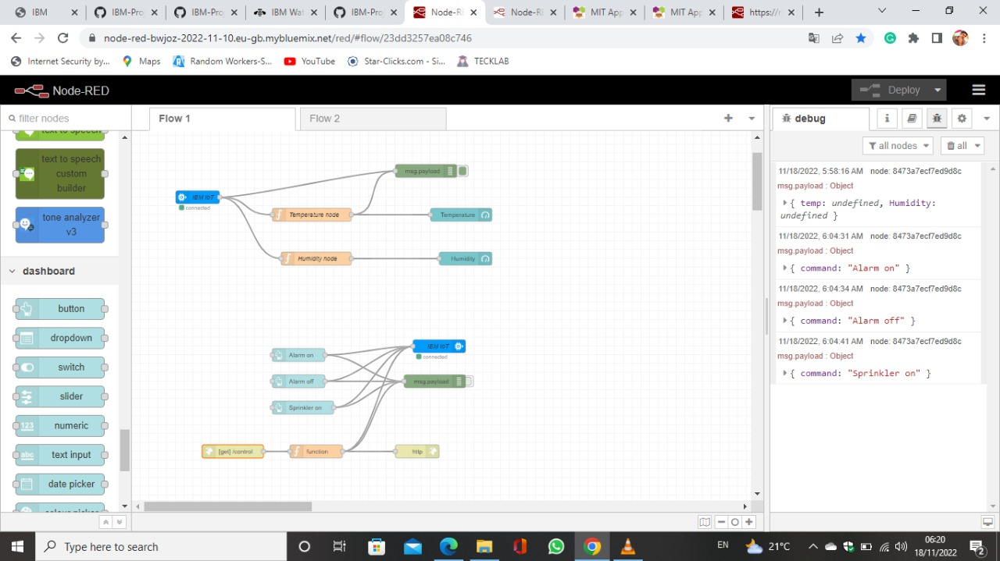 IBM
IBM-Proj
IBM-Proj
IBM Wat
IBM-Proj
Node-RE
Node-RE
MIT App
MIT App
https://n
node-red-bwjoz-2022-11-10.eu-gb.mybluemix.net/red/#flow/23dd3257ea08c746
Internet Security by...
Maps
Random Workers-S...
YouTube
Star-Clicks.com - Si...
TECKLAB
Node-RED
Deploy
filter nodes
Flow 1
Flow 2
debug
all nodes
all
text to speech
text to speech
custom
builder
tone analyzer
v3
dashboard
button
dropdown
switch
slider
numeric
text input
date picker
colour picker
IBM IoT
connected
msg.payload
Temperature node
Temperature
Humidity node
Humidity
Alarm on
IBM IoT
connected
Alarm off
msg.payload
Sprinkler on
[get] /control
function
http
11/18/2022, 5:58:16 AM node: 8473a7ecf7ed9d8c
msg.payload : Object
{ temp: undefined, Humidity:
undefined }
11/18/2022, 6:04:31 AM node: 8473a7ecf7ed9d8c
msg.payload : Object
{ command: "Alarm on" }
11/18/2022, 6:04:34 AM node: 8473a7ecf7ed9d8c
msg.payload : Object
{ command: "Alarm off" }
11/18/2022, 6:04:41 AM node: 8473a7ecf7ed9d8c
msg.payload : Object
{ command: "Sprinkler on" }
Type here to search
EN
21°C
06:20
18/11/2022
2